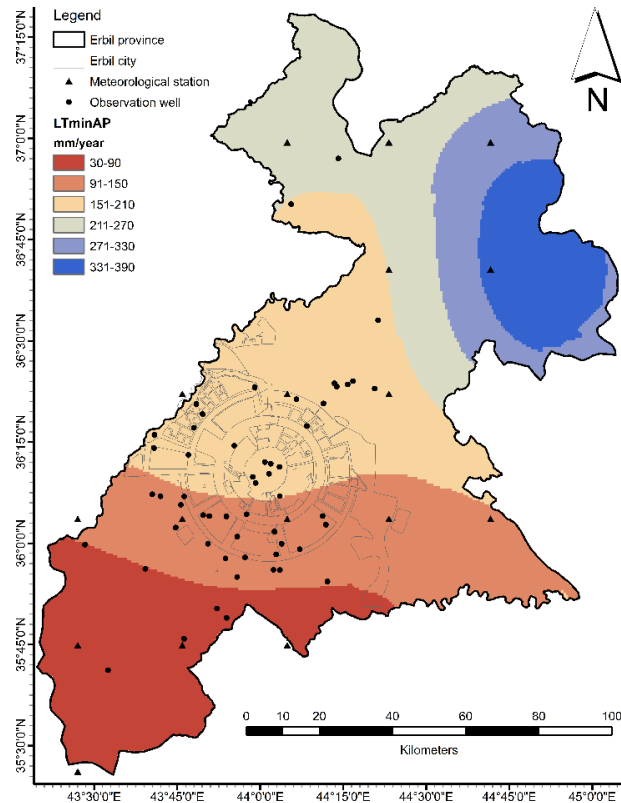 Legend
Erbil province
Erbil city
Meteorological station
Observation well
LTminAP
mm/year
30-90
91-150
151-210
211-270
271-330
331-390
N
37°15'0"N
37°0'0"N
36°45'0"N
36°30'0"N
36°15'0"N
36°0'0"N
35°45'0"N
35°30'0"N
0 10 20 40 60 80 100
Kilometers
43°30'0"E 43°45'0"E 44°0'0"E 44°15'0"E 44°30'0"E 44°45'0"E 45°0'0"E